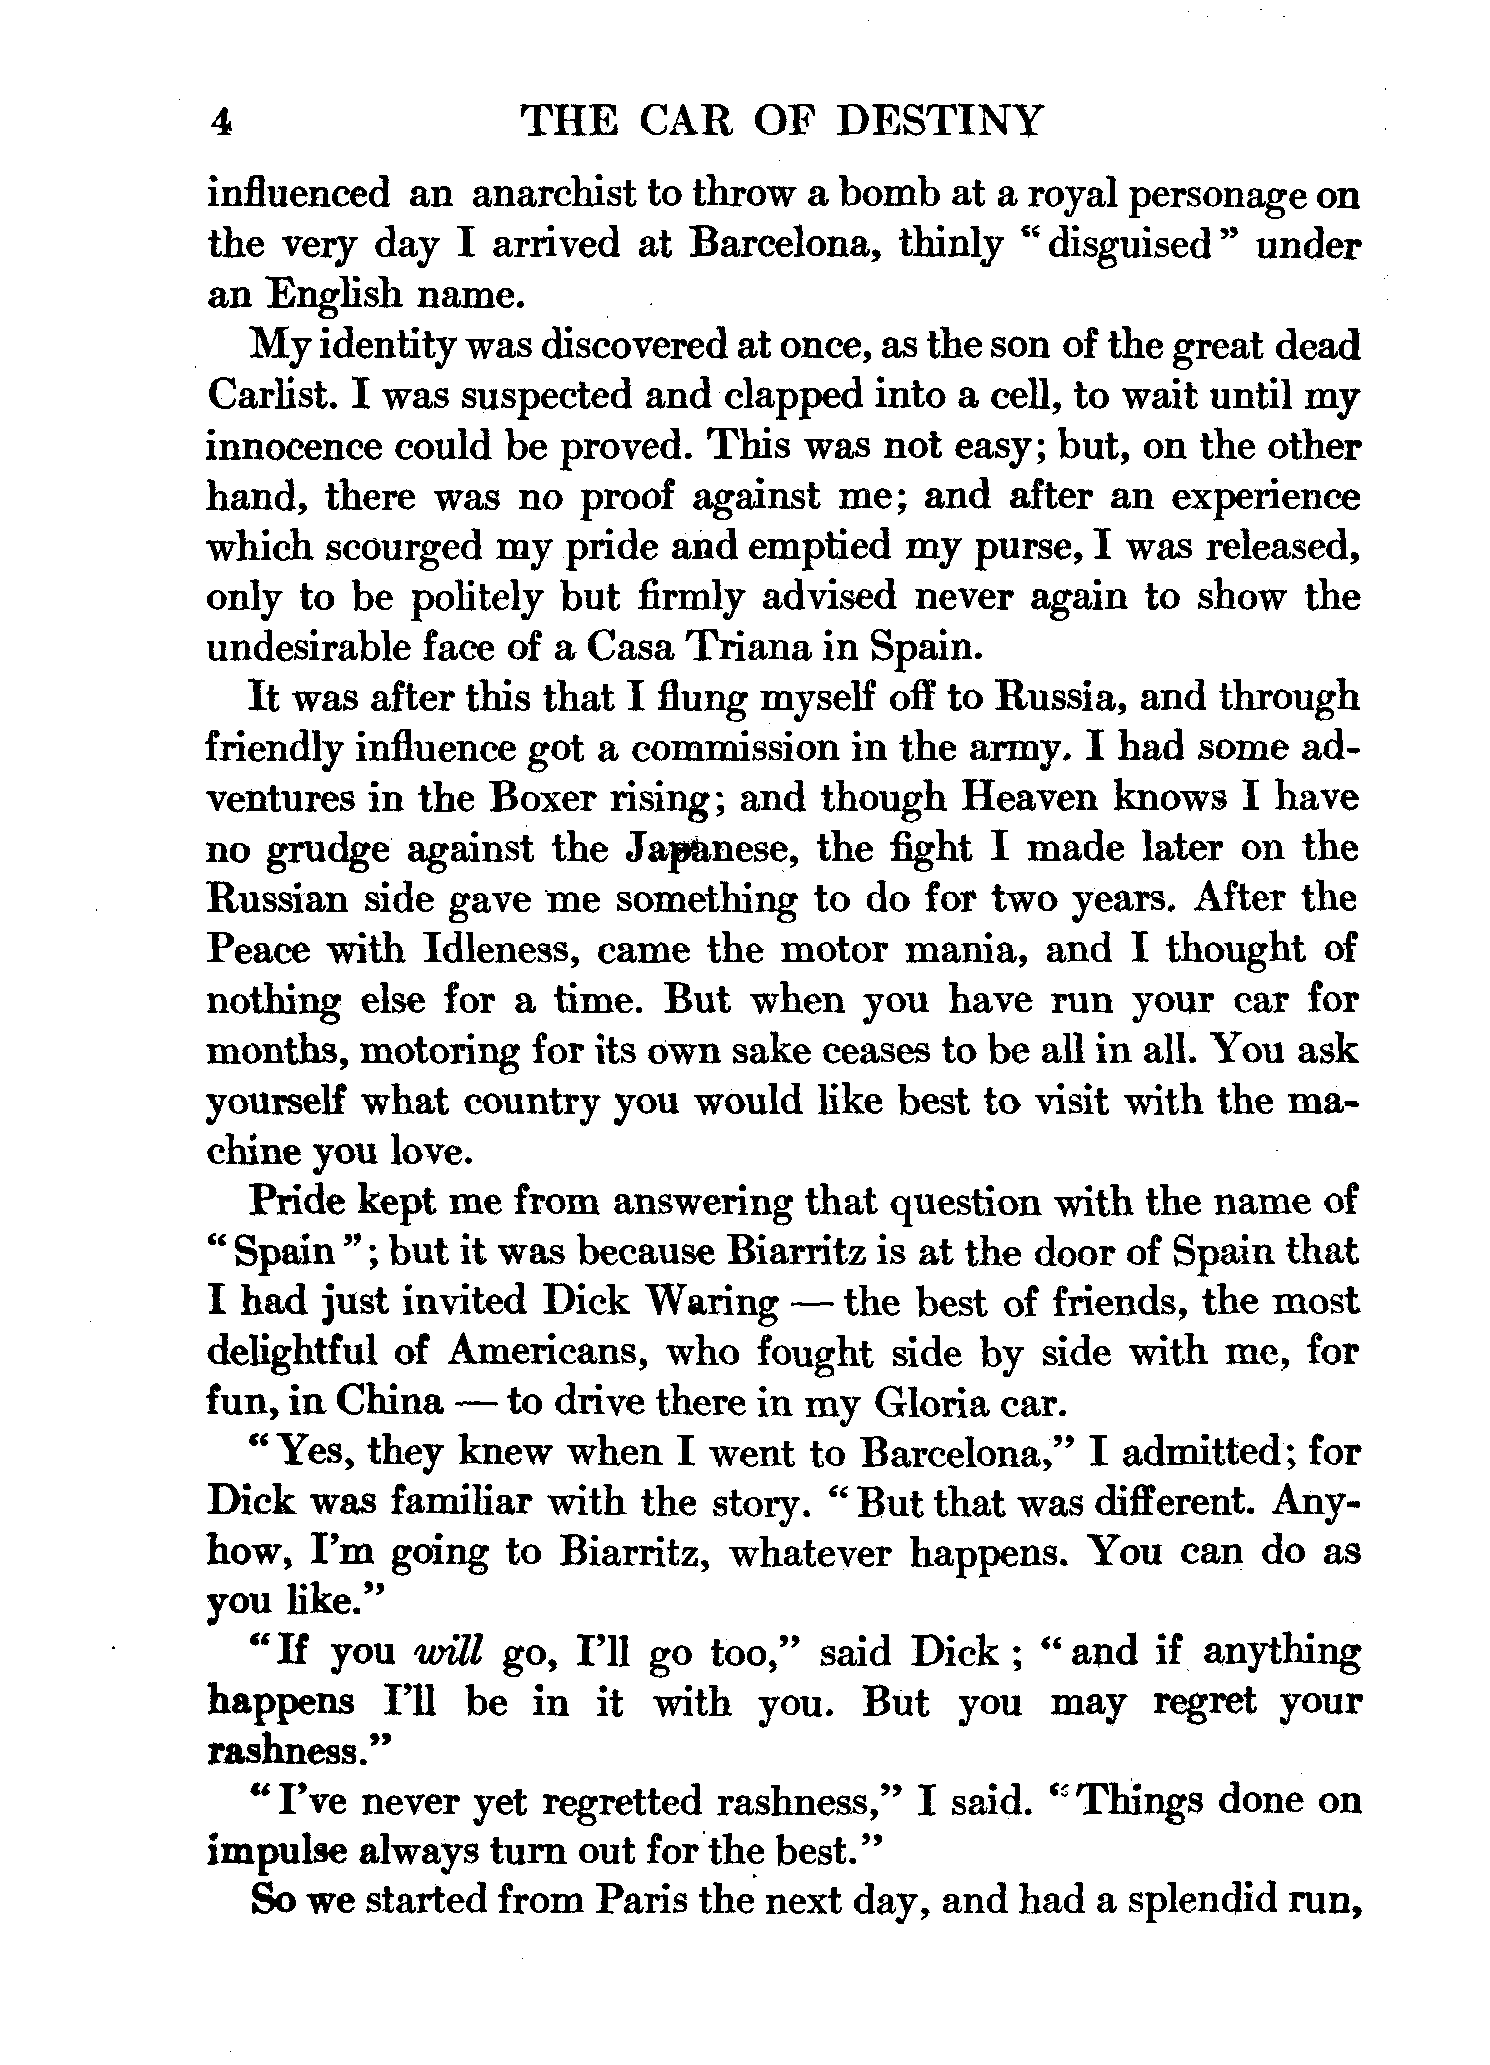 4 THE CAR OF DESTINY
influenced an anarchist to throw a bomb at a royal personage on
the very day I arrived at Barcelona, thinly “disguised” under
an English name.
My identity was discovered at once, as the son of the great dead
Carlist. I was suspected and clapped into a cell, to wait until my
innocence could be proved. This was not easy; but, on the other
hand, there was no proof against me; and after an experience
which scourged my pride and emptied my purse, I was released,
only to be politely but firmly advised never again to show the
undesirable face of a Casa Triana in Spain.
It was after this that I flung myself off to Russia, and through
friendly influence got a commission in the army. I had some ad-
ventures in the Boxer rising; and though Heaven knows I have
no grudge against the Japanese, the fight I made later on the
Russian side gave me something to do for two years. After the
Peace with Idleness, came the motor mania, and I thought of
nothing else for a time. But when you have run your car for
months, motoring for its own sake ceases to be all in all. You ask
yourself what country you would like best to visit with the ma-
chine you love.
Pride kept me from answering that question with the name of
“Spain”; but it was because Biarritz is at the door of Spain that
I had just invited Dick Waring — the best of friends, the most
delightful of Americans, who fought side by side with me, for
fun, in China — to drive there in my Gloria car.
“Yes, they knew when I went to Barcelona,” I admitted; for
Dick was familiar with the story. “But that was different. Any-
how, I’m going to Biarritz, whatever happens. You can do as
you like.”
“If you will go, I’ll go too,” said Dick; “and if anything
happens I’ll be in it with you. But you may regret your
rashness.”
“I’ve never yet regretted rashness,” I said. “Things done on
impulse always turn out for the best.”
So we started from Paris the next day, and had a splendid run,